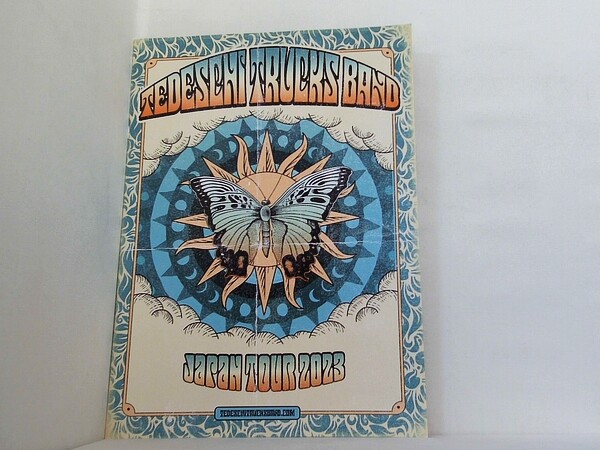 TEDESCHI TRUCKS BAND
JAPAN TOUR 2023
TEDESCHITRUCKSBAND.COM